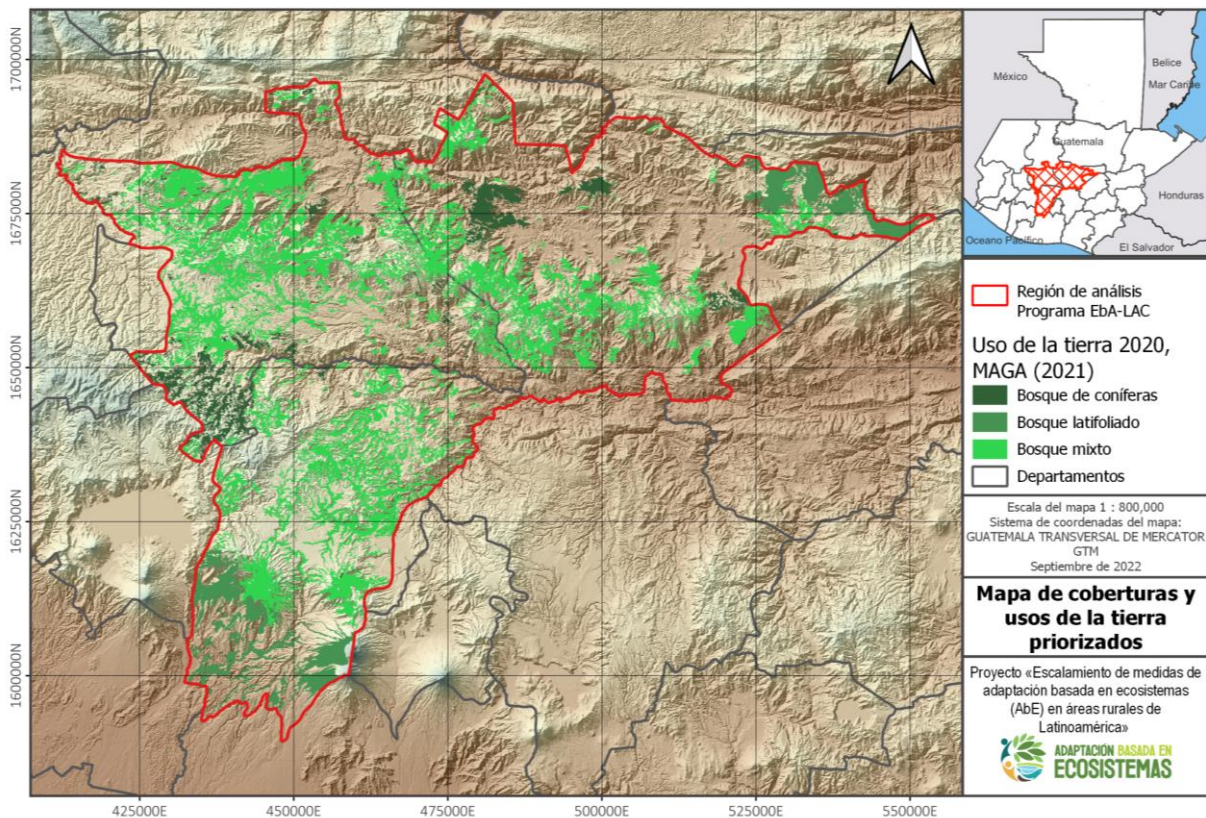 1700000N
1675000N
1650000N
1625000N
1600000N
425000E
450000E
475000E
500000E
525000E
550000E
México
Belice
Mar Caribe
Guatemala
Honduras
Oceano Pacífico
El Salvador
Región de análisis
Programa EbA-LAC
Uso de la tierra 2020,
MAGA (2021)
Bosque de coníferas
Bosque latifoliado
Bosque mixto
Departamentos
Escala del mapa 1 : 800,000
Sistema de coordenadas del mapa:
GUATEMALA TRANSVERSAL DE MERCATOR
GTM
Septiembre de 2022
Mapa de coberturas y
usos de la tierra
priorizados
Proyecto «Escalamiento de medidas de
adaptación basada en ecosistemas
(AbE) en áreas rurales de
Latinoamérica»
ADAPTACIÓN BASADA EN
ECOSISTEMAS